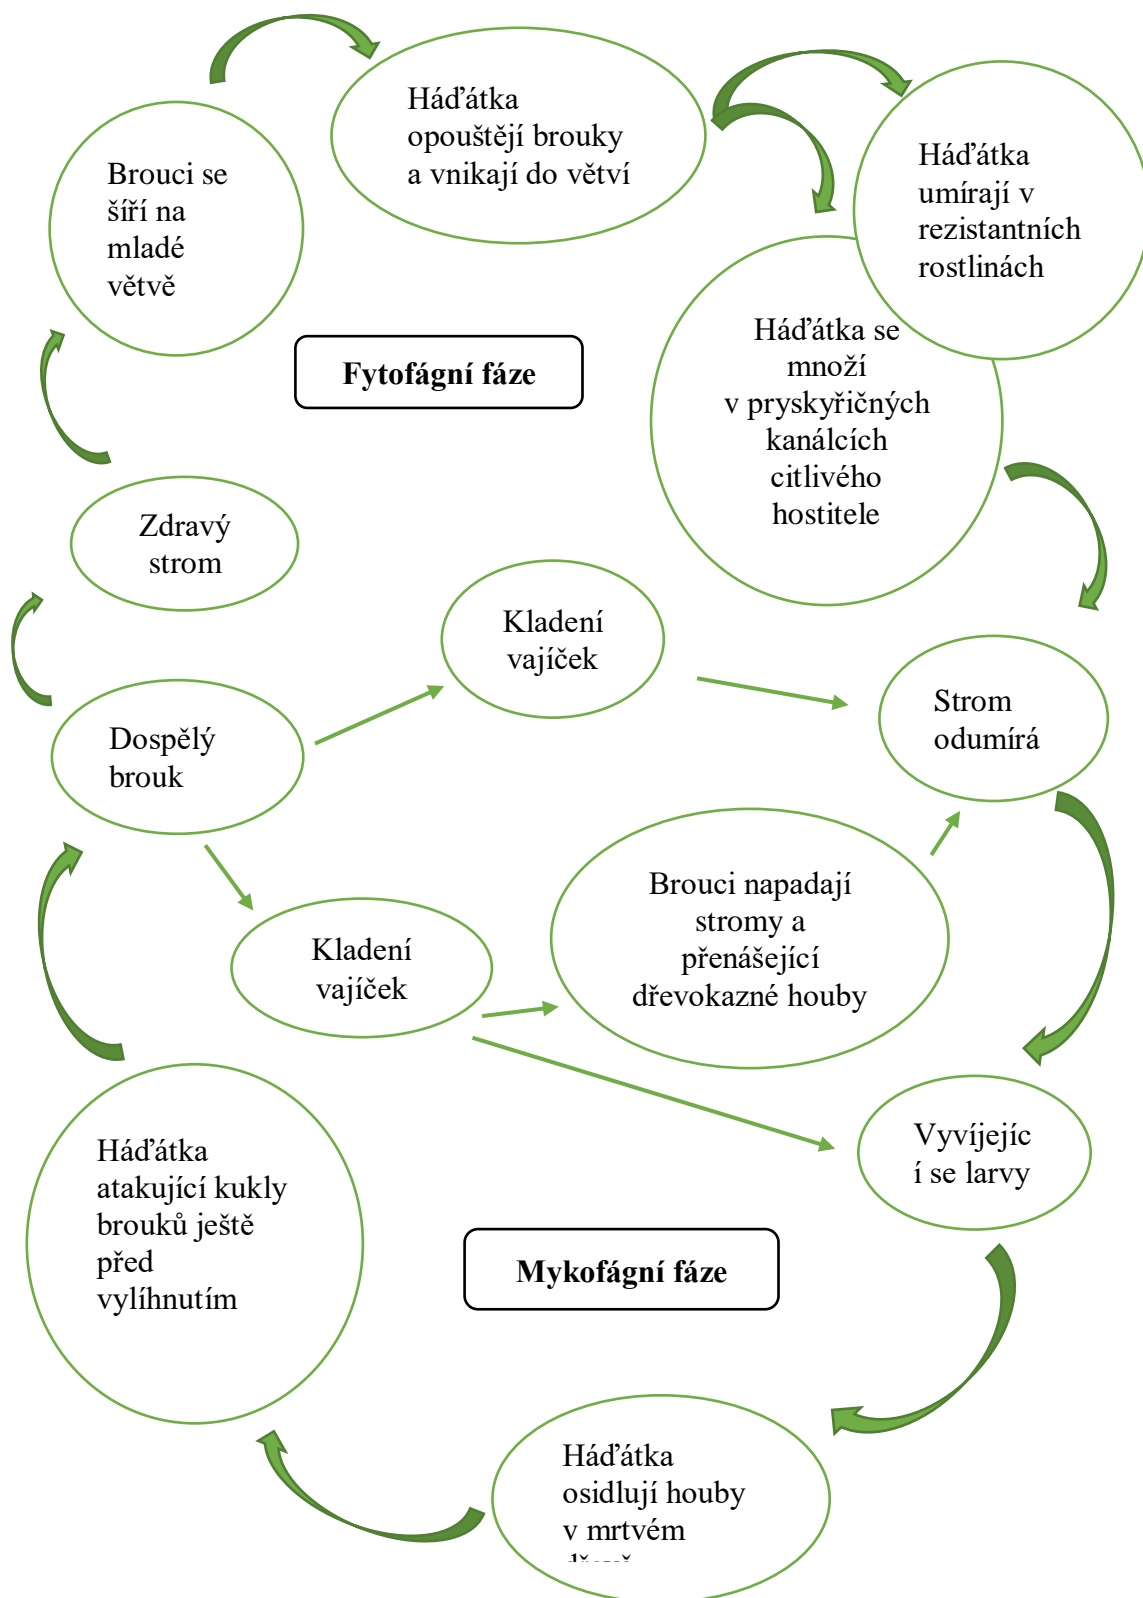 Háďátka
opouštějí brouky
a vnikají do větví
Háďátka
umírají v
rezistantních
rostlinách
Brouci se
šíří na
mladé
větvě
Háďátka se
množí
v pryskyřičných
kanálcích
citlivého
hostitele
Fytofágní fáze
Zdravý
strom
Kladení
vajíček
Strom
odumírá
Dospělý
brouk
Brouci napadají
stromy a
přenášející
dřevokazné houby
Kladení
vajíček
Vyvíjejíc
í se larvy
Háďátka
atakující kukly
brouků ještě
před
vylíhnutím
Mykofágní fáze
Háďátka
osidlují houby
v mrtvém